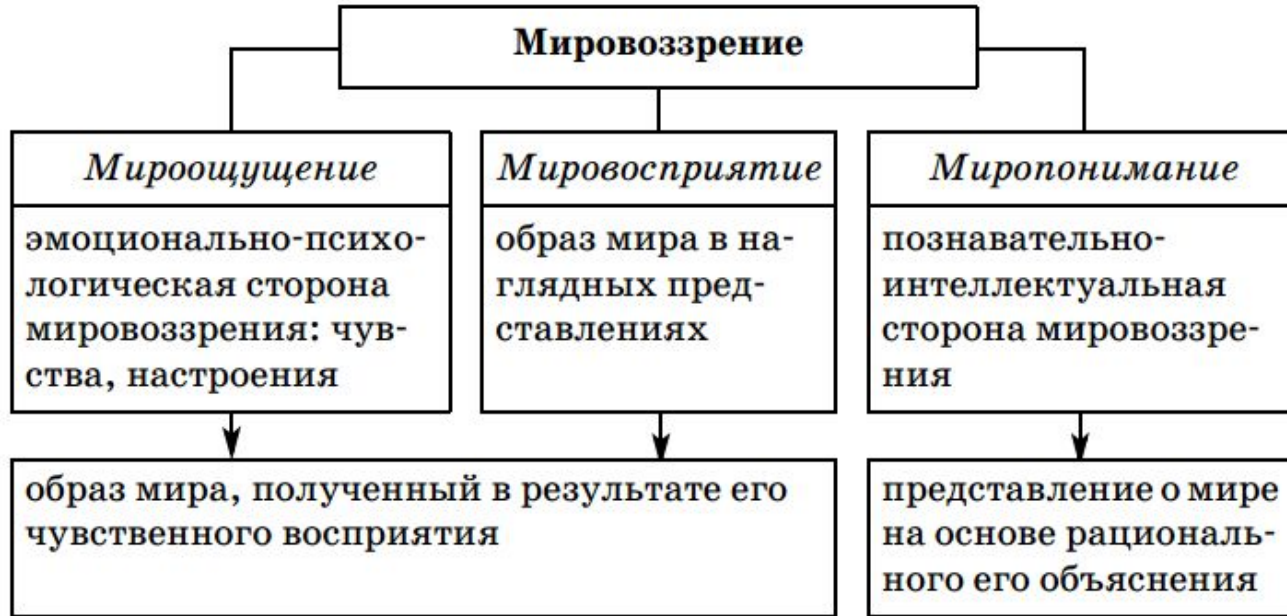 Мировоззрение
Мироощущение
эмоционально-психо-
логическая сторона
мировоззрения: чув-
ства, настроения
Мировосприятие
образ мира в на-
глядных пред-
ставлениях
Миропонимание
познавательно-
интеллектуальная
сторона мировоззре-
ния
образ мира, полученный в результате его
чувственного восприятия
представление о мире
на основе рациональ-
ного его объяснения